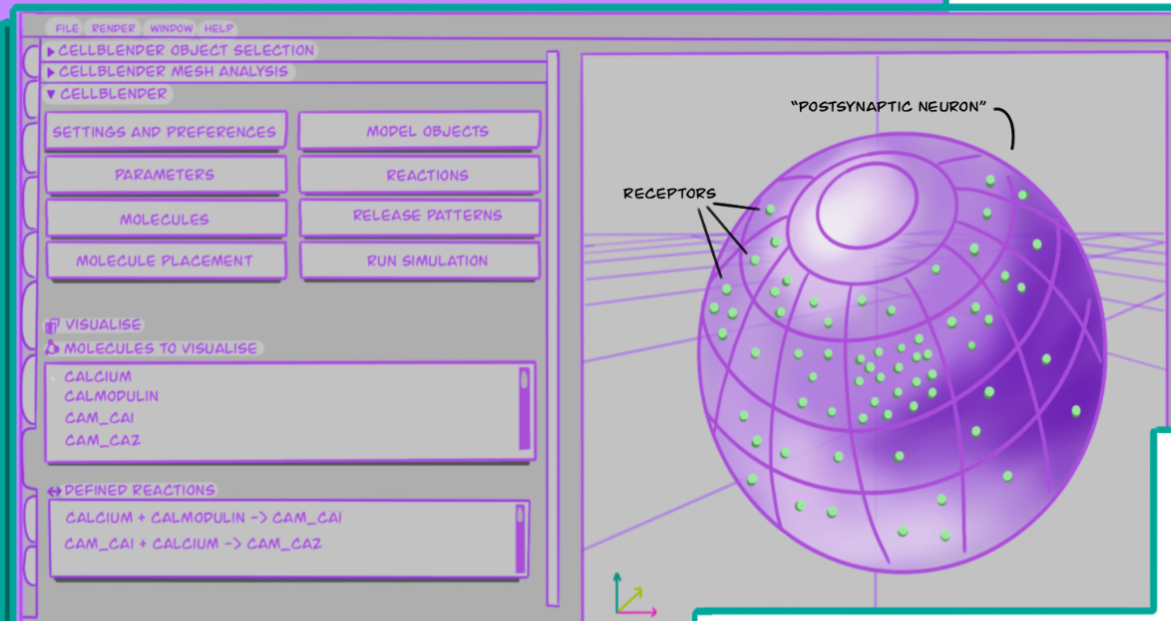 FILE RENDER WINDOW HELP
CELLBLENDER OBJECT SELECTION
CELLBLENDER MESH ANALYSIS
CELLBLENDER
SETTINGS AND PREFERENCES
MODEL OBJECTS
PARAMETERS
REACTIONS
MOLECULES
RELEASE PATTERNS
MOLECULE PLACEMENT
RUN SIMULATION
VISUALISE
MOLECULES TO VISUALISE
CALCIUM
CALMODULIN
CAM_CA1
CAM_CA2
DEFINED REACTIONS
CALCIUM + CALMODULIN -> CAM_CA1
CAM_CA1 + CALCIUM -> CAM_CA2
"POSTSYNAPTIC NEURON"
RECEPTORS